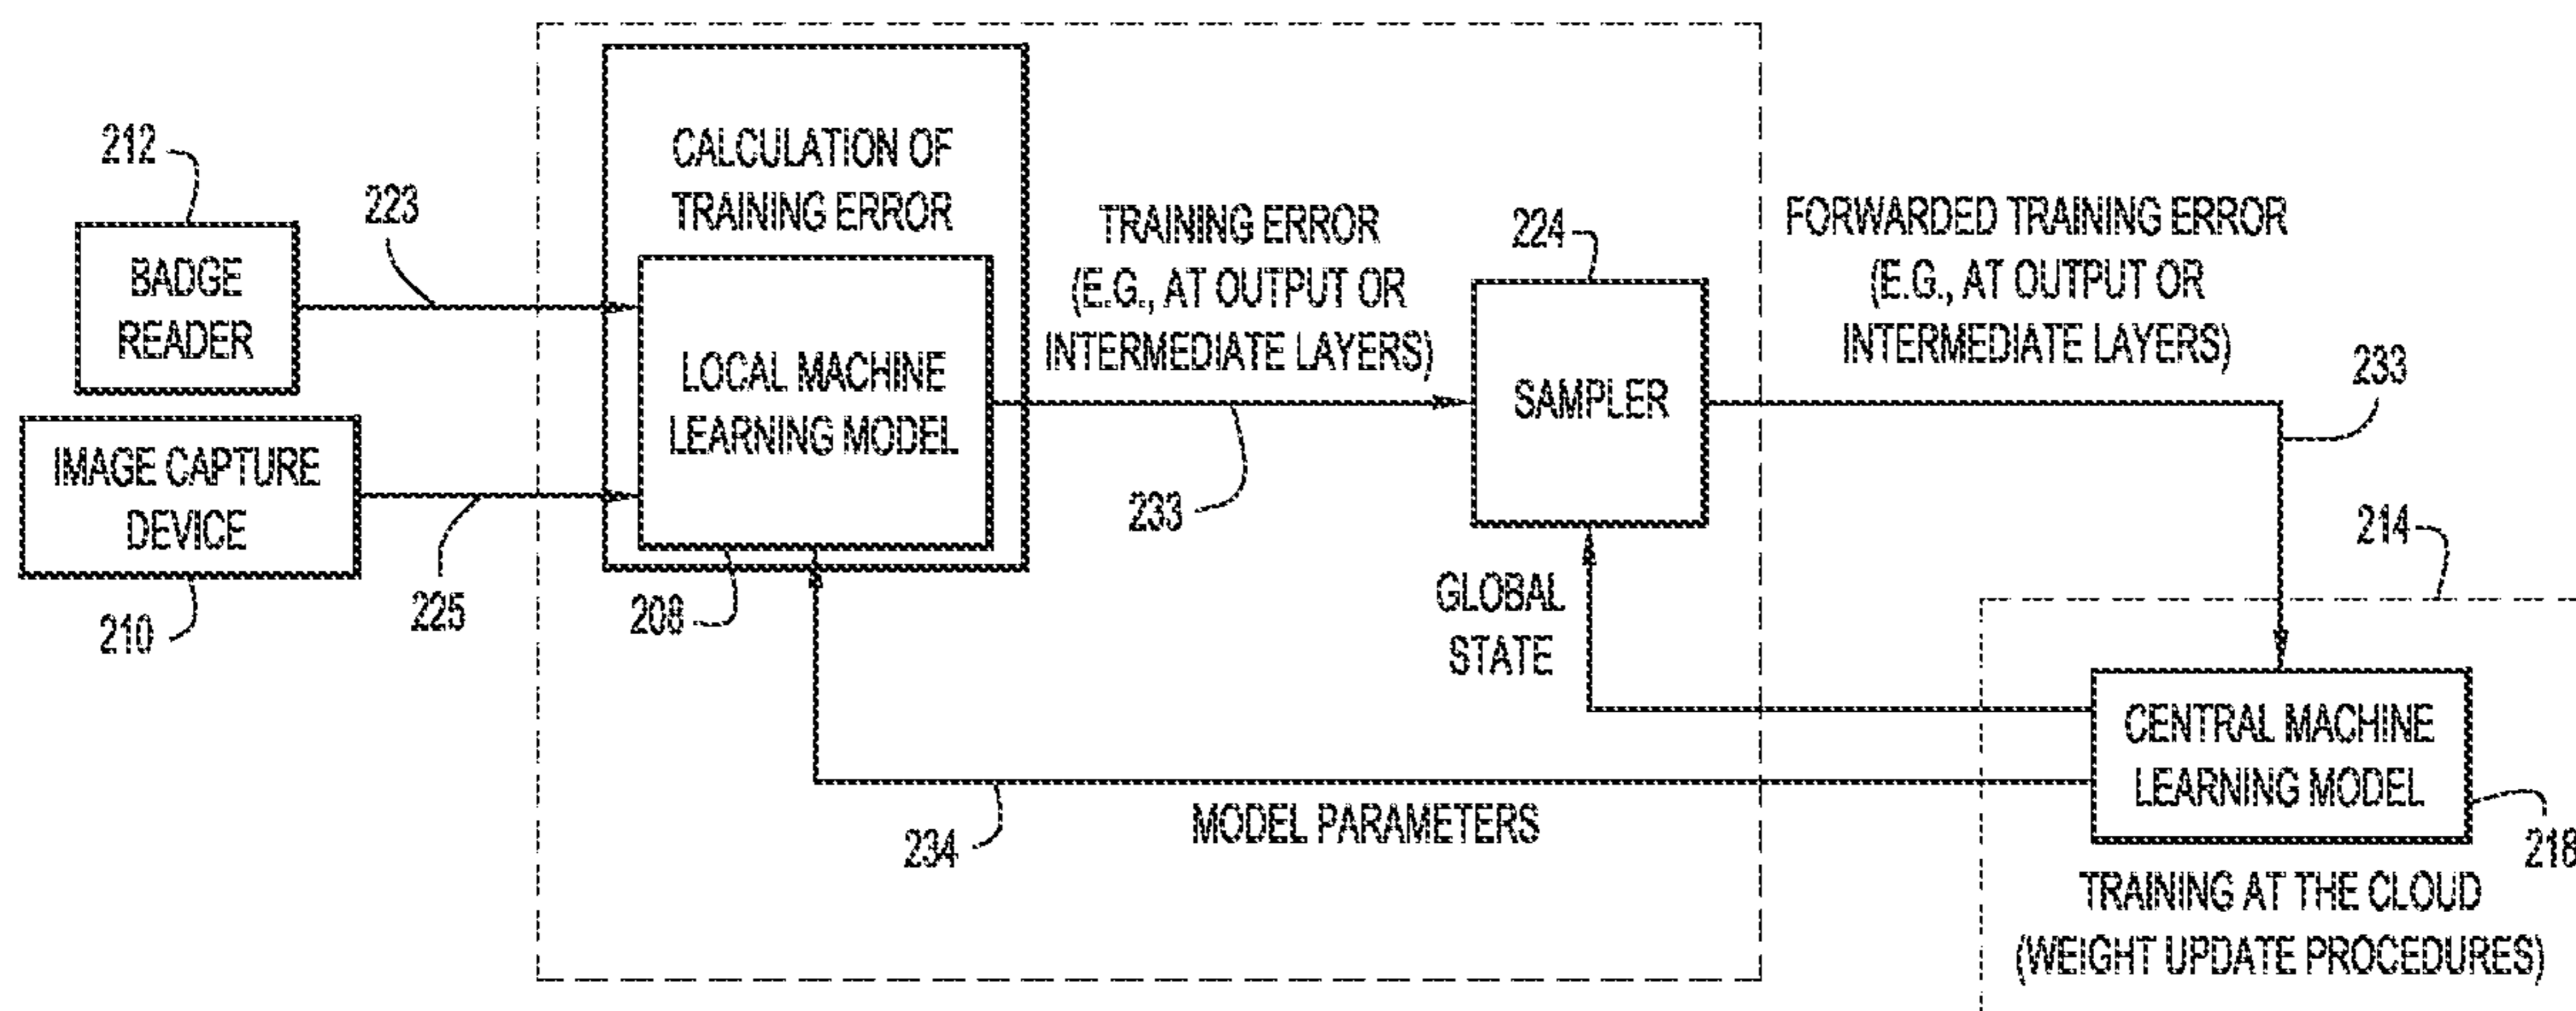 212
223
BADGE
READER
IMAGE CAPTURE
DEVICE
210
225
CALCULATION OF
TRAINING ERROR
LOCAL MACHINE
LEARNING MODEL
208
TRAINING ERROR
(E.G., AT OUTPUT OR
INTERMEDIATE LAYERS)
233
224
SAMPLER
FORWARDED TRAINING ERROR
(E.G., AT OUTPUT OR
INTERMEDIATE LAYERS)
233
214
GLOBAL
STATE
CENTRAL MACHINE
LEARNING MODEL
218
MODEL PARAMETERS
234
TRAINING AT THE CLOUD
(WEIGHT UPDATE PROCEDURES)